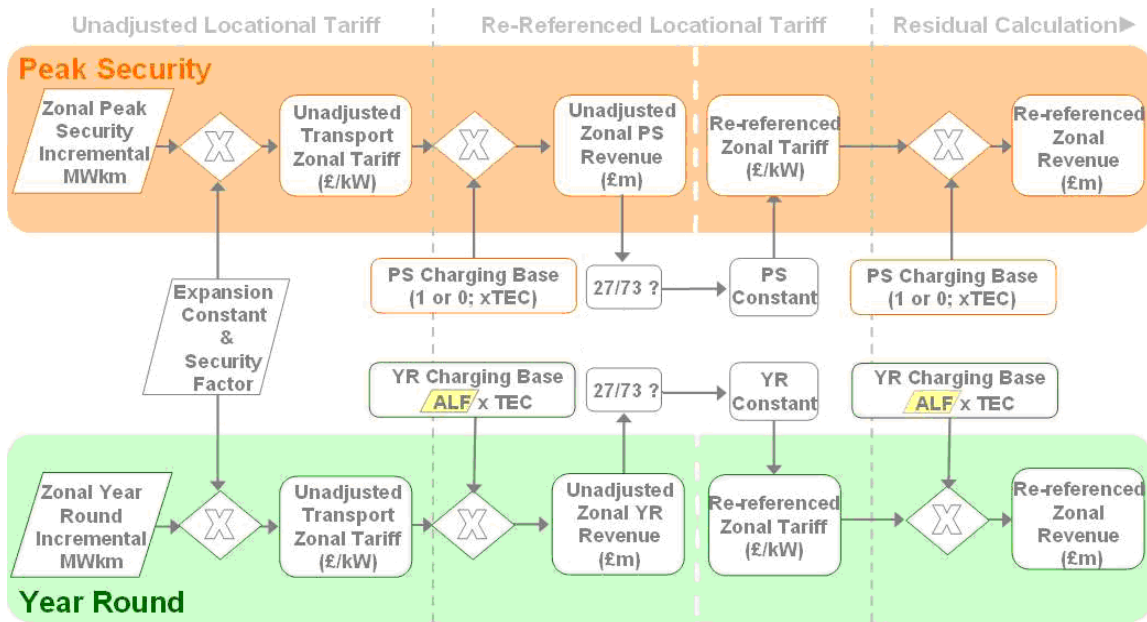 Unadjusted Locational Tariff
Re-Referenced Locational Tariff
Residual Calculation
Peak Security
Zonal Peak
Security
Incremental
MWkm
X
Unadjusted
Transport
Zonal Tariff
(£/kW)
X
Unadjusted
Zonal PS
Revenue
(£m)
Re-referenced
Zonal Tariff
(£/kW)
X
Re-referenced
Zonal
Revenue
(£m)
Expansion
Constant
&
Security
Factor
PS Charging Base
(1 or 0; xTEC)
27/73 ?
PS
Constant
PS Charging Base
(1 or 0; xTEC)
YR Charging Base
ALF x TEC
27/73 ?
YR
Constant
YR Charging Base
ALF x TEC
Zonal Year
Round
Incremental
MWkm
X
Unadjusted
Transport
Zonal Tariff
(£/kW)
X
Unadjusted
Zonal YR
Revenue
(£m)
Re-referenced
Zonal Tariff
(£/kW)
X
Re-referenced
Zonal
Revenue
(£m)
Year Round